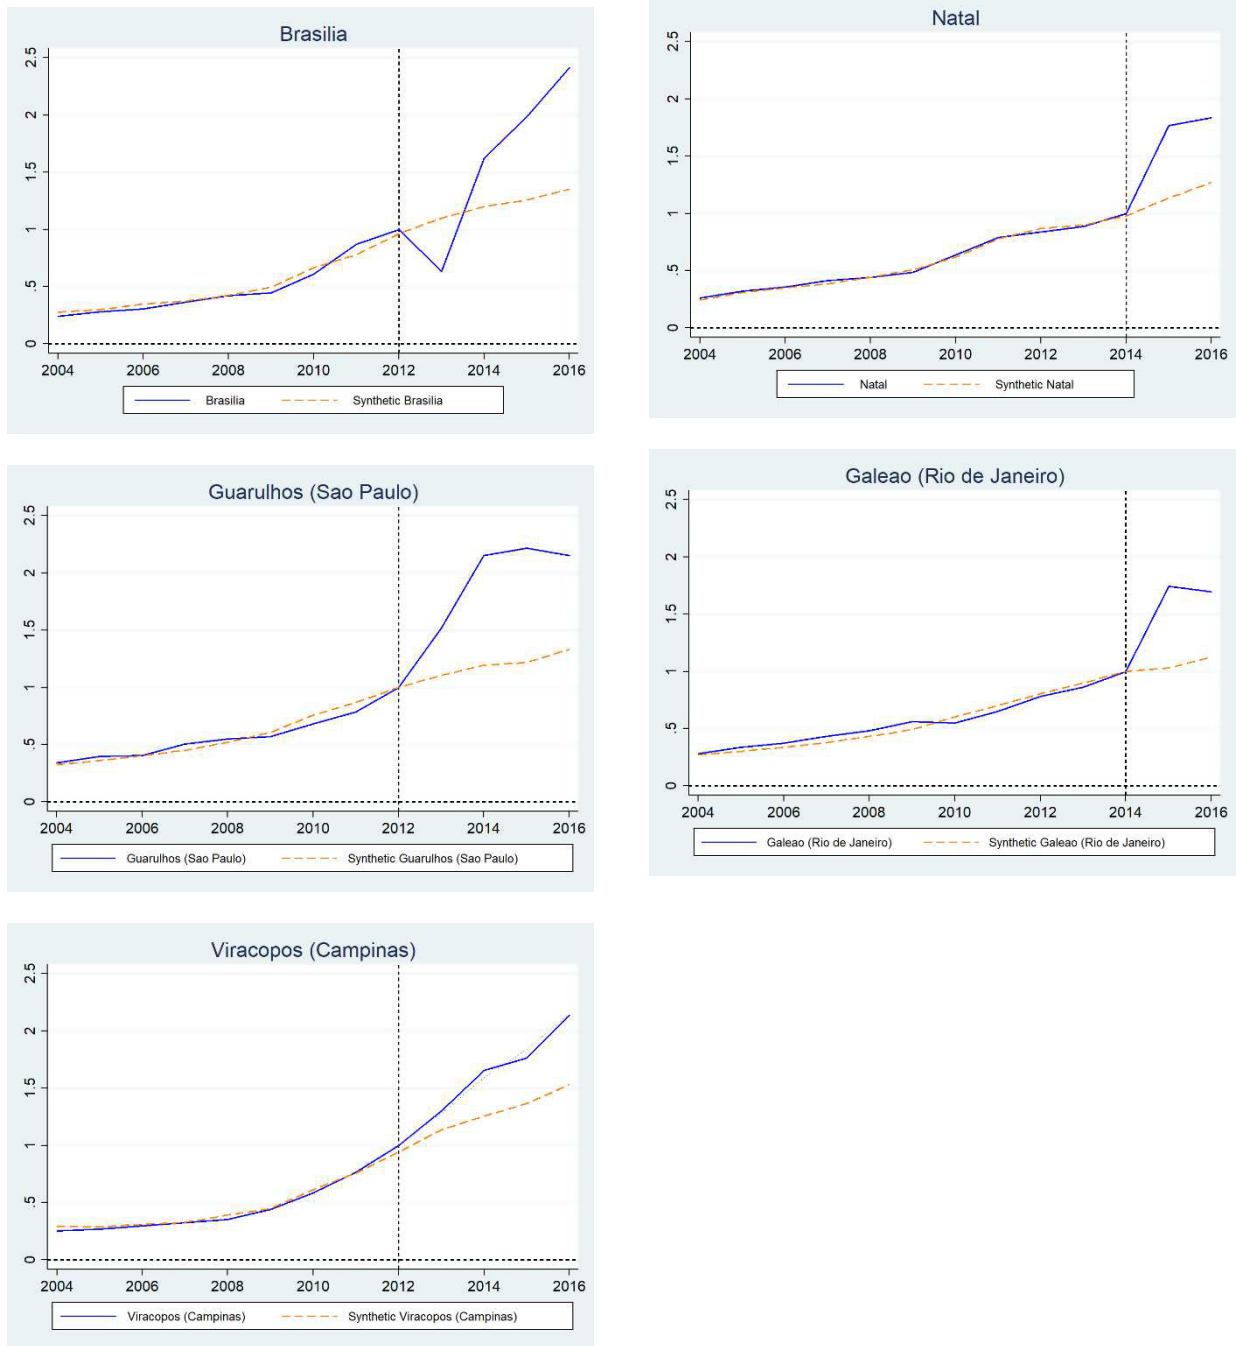 Brasilia
2.5
2
1.5
1
.5
0
2004 2006 2008 2010 2012 2014 2016
Brasilia Synthetic Brasilia
Natal
2.5
2
1.5
1
.5
0
2004 2006 2008 2010 2012 2014 2016
Natal Synthetic Natal
Guarulhos (Sao Paulo)
2.5
2
1.5
1
.5
0
2004 2006 2008 2010 2012 2014 2016
Guarulhos (Sao Paulo) Synthetic Guarulhos (Sao Paulo)
Galeao (Rio de Janeiro)
2.5
2
1.5
1
.5
0
2004 2006 2008 2010 2012 2014 2016
Galeao (Rio de Janeiro) Synthetic Galeao (Rio de Janeiro)
Viracopos (Campinas)
2.5
2
1.5
1
.5
0
2004 2006 2008 2010 2012 2014 2016
Viracopos (Campinas) Synthetic Viracopos (Campinas)